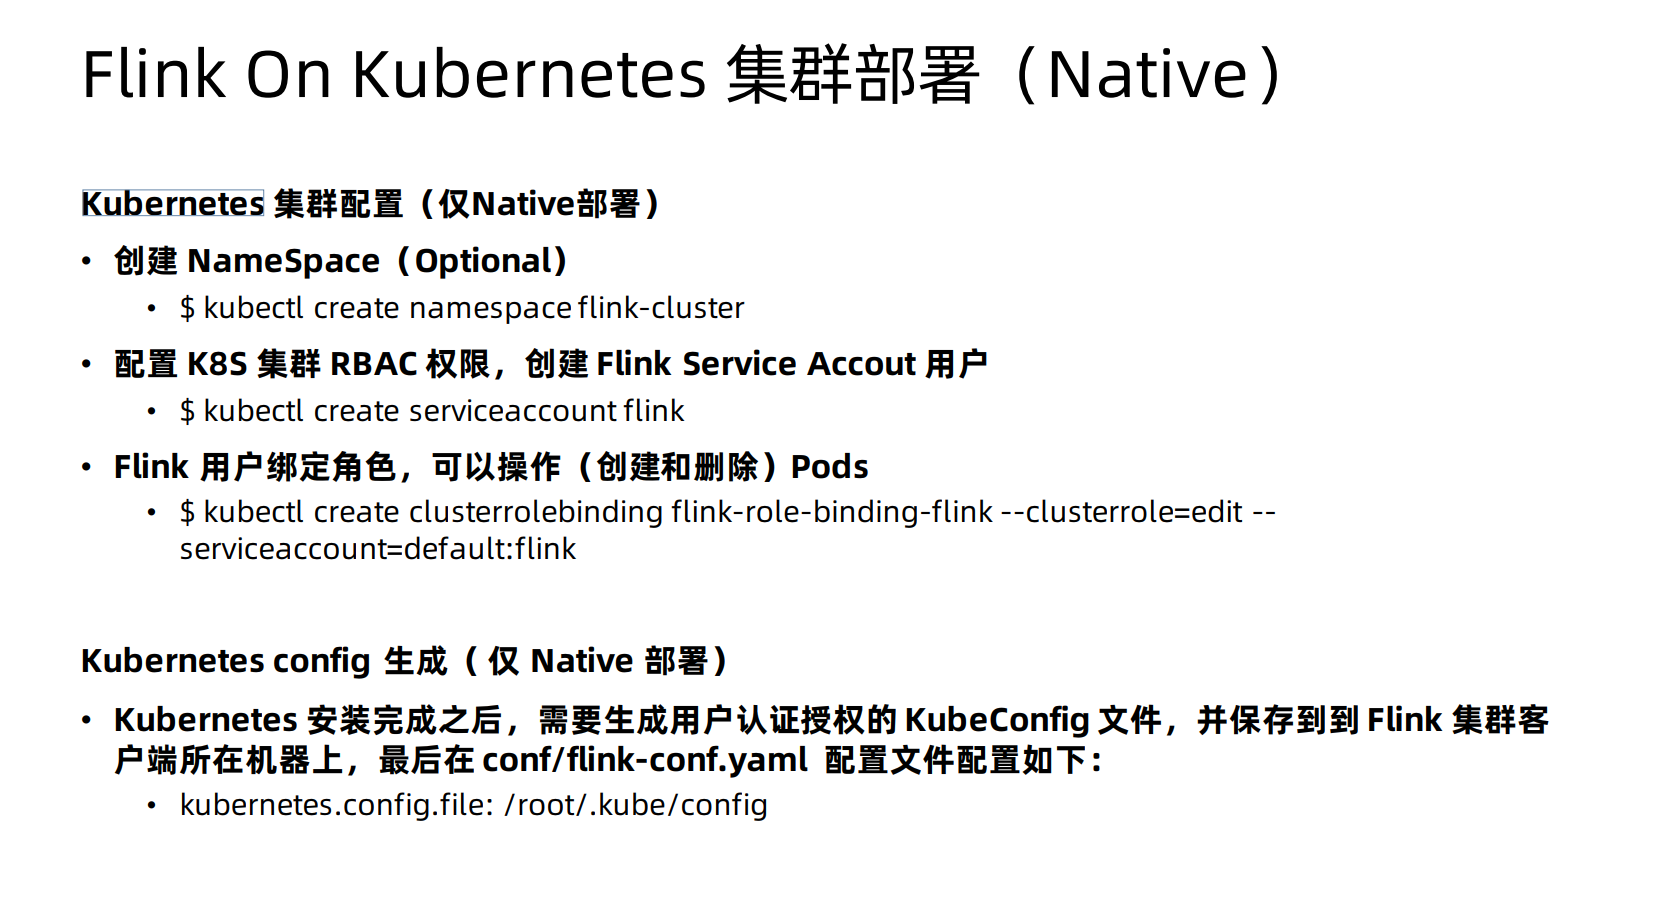 Flink On Kubernetes 集群部署（Native）
Kubernetes 集群配置（仅Native部署）
• 创建 NameSpace（Optional）
• $ kubectl create namespace flink-cluster
• 配置 K8S 集群 RBAC 权限，创建 Flink Service Accout 用户
• $ kubectl create serviceaccount flink
• Flink 用户绑定角色，可以操作（创建和删除）Pods
• $ kubectl create clusterrolebinding flink-role-binding-flink --clusterrole=edit --
serviceaccount=default:flink
Kubernetes config 生成（ 仅 Native 部署）
• Kubernetes 安装完成之后，需要生成用户认证授权的 KubeConfig 文件，并保存到到 Flink 集群客
户端所在机器上，最后在 conf/flink-conf.yaml 配置文件配置如下：
• kubernetes.config.file: /root/.kube/config